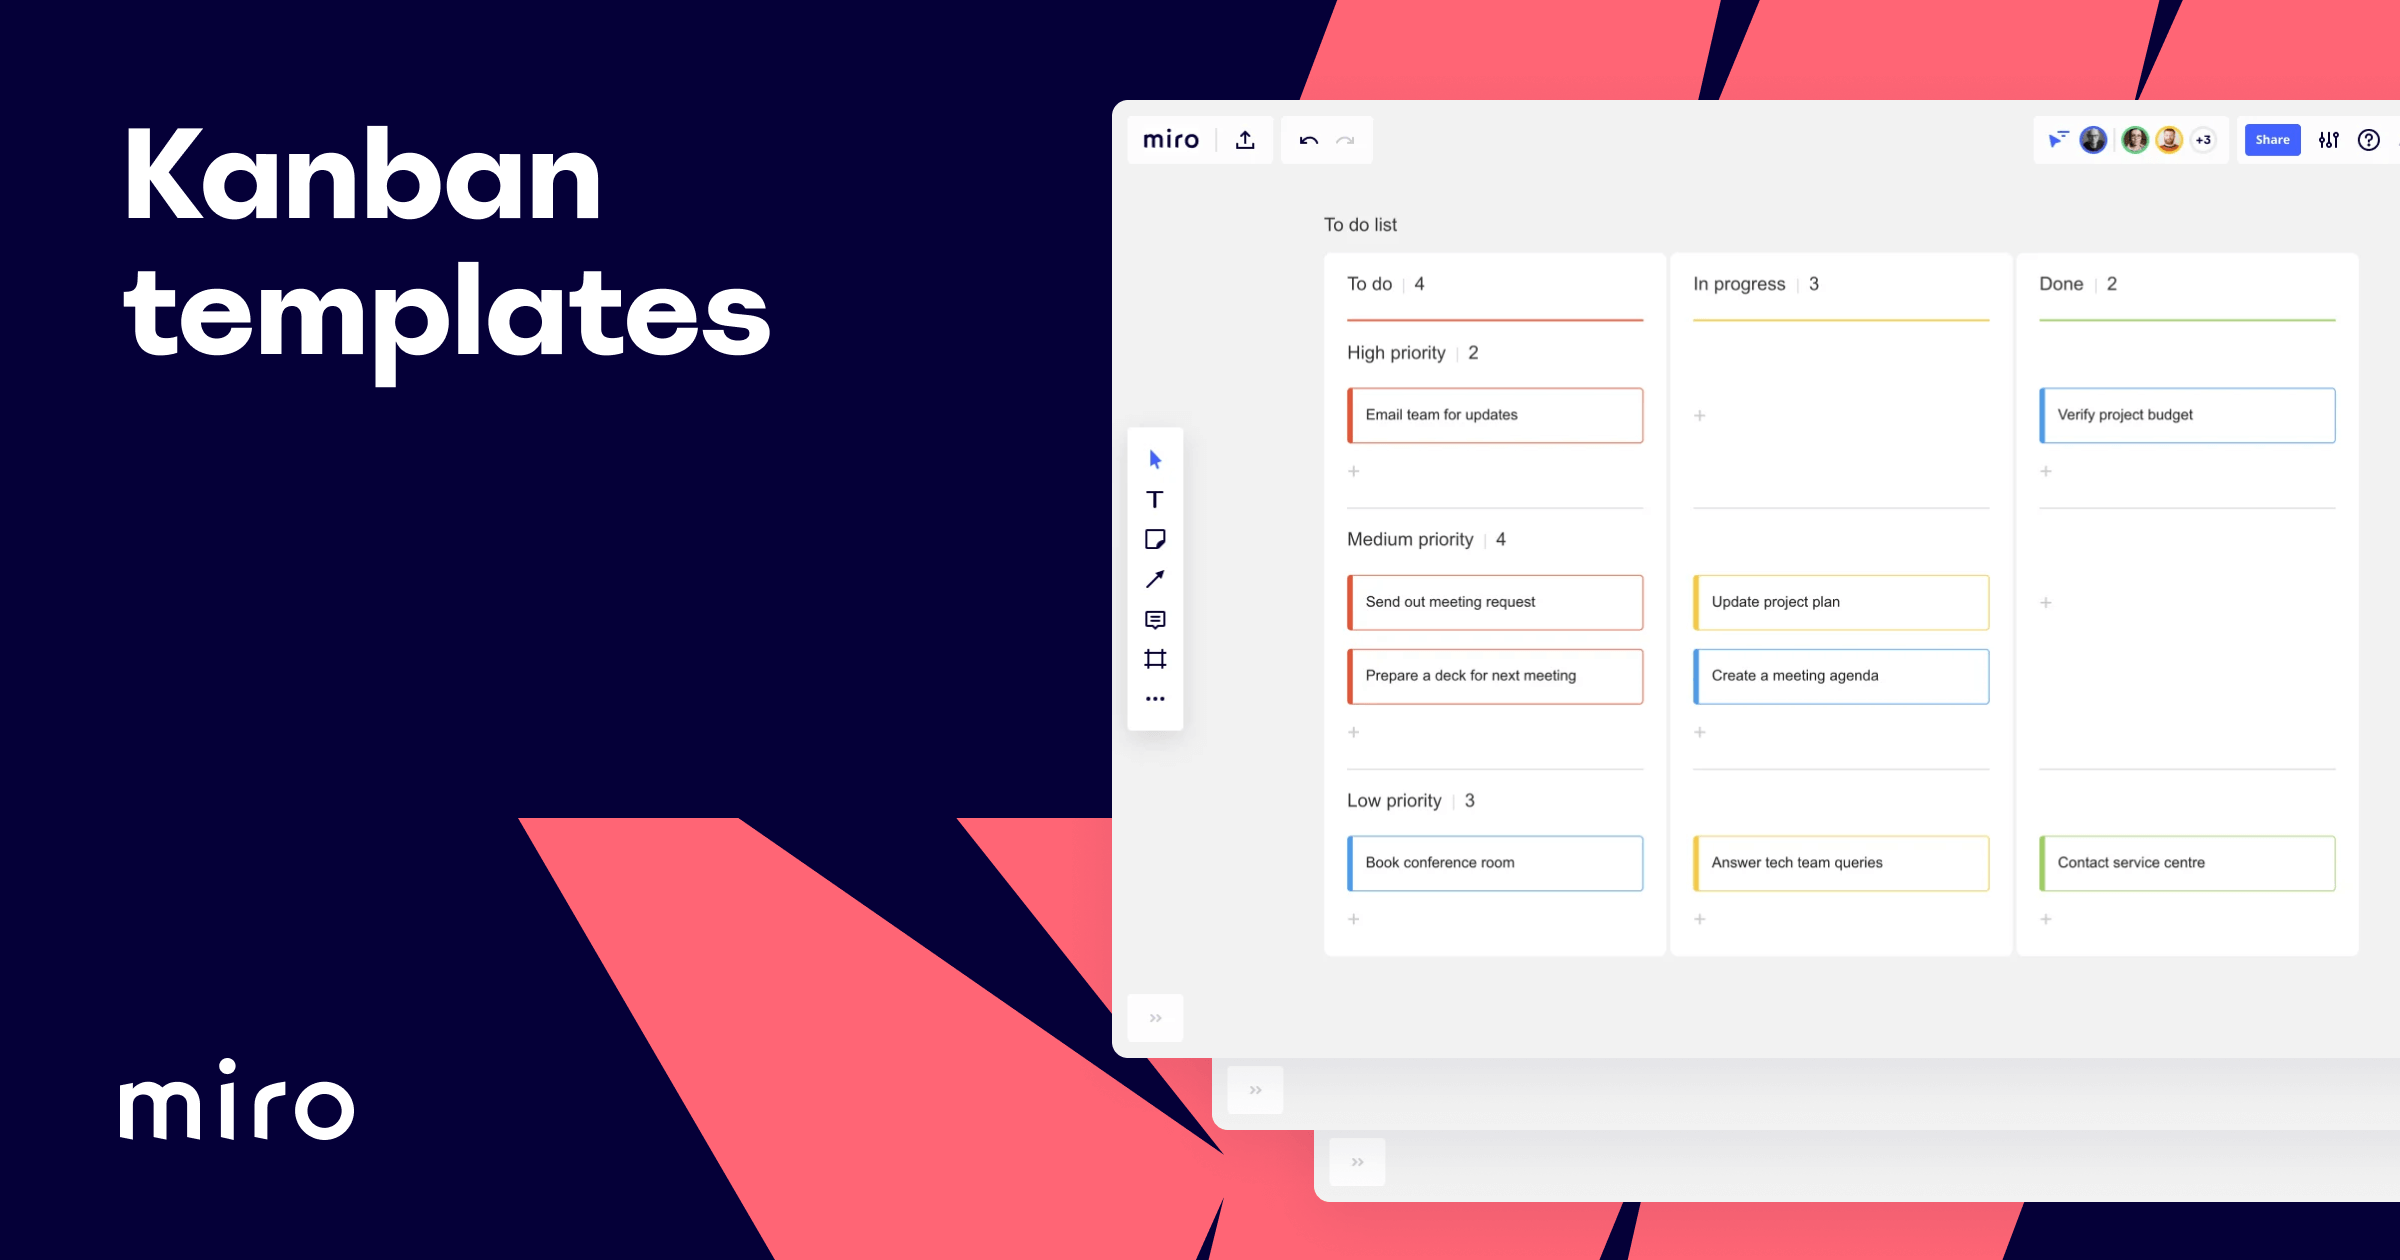 Kanban
templates
miro
miro
+3
Share
To do list
To do | 4
In progress | 3
Done | 2
High priority | 2
Email team for updates
Verify project budget
Medium priority | 4
Send out meeting request
Update project plan
Prepare a deck for next meeting
Create a meeting agenda
Low priority | 3
Book conference room
Answer tech team queries
Contact service centre